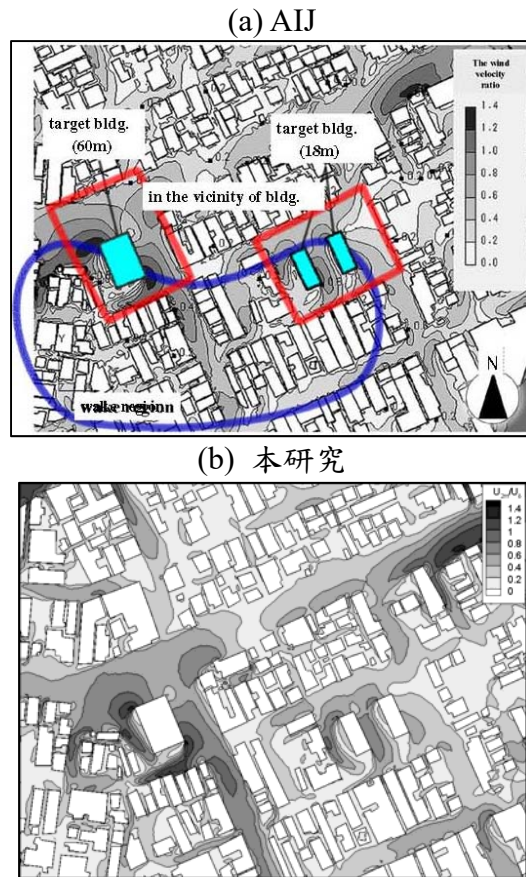 (a) AIJ
The wind
velocity
ratio
1.4
1.2
1.0
0.8
0.6
0.4
0.2
0.0
target bldg.
(60m)
target bldg.
(18m)
in the vicinity of bldg.
wake region
N
(b) 本研究
1.4
1.2
1
0.8
0.6
0.4
0.2
0